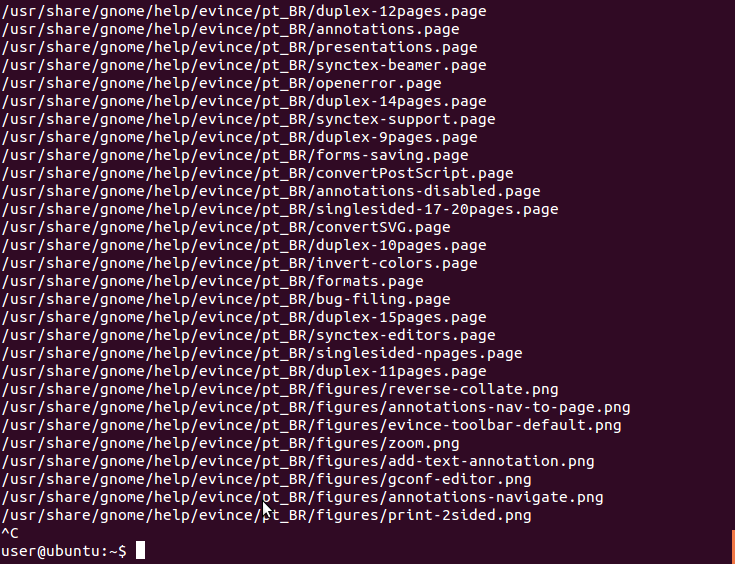 /usr/share/gnome/help/evince/pt_BR/duplex-12pages.page
/usr/share/gnome/help/evince/pt_BR/annotations.page
/usr/share/gnome/help/evince/pt_BR/presentations.page
/usr/share/gnome/help/evince/pt_BR/synctex-beamer.page
/usr/share/gnome/help/evince/pt_BR/openerror.page
/usr/share/gnome/help/evince/pt_BR/duplex-14pages.page
/usr/share/gnome/help/evince/pt_BR/synctex-support.page
/usr/share/gnome/help/evince/pt_BR/duplex-9pages.page
/usr/share/gnome/help/evince/pt_BR/forms-saving.page
/usr/share/gnome/help/evince/pt_BR/convertPostScript.page
/usr/share/gnome/help/evince/pt_BR/annotations-disabled.page
/usr/share/gnome/help/evince/pt_BR/singlesided-17-20pages.page
/usr/share/gnome/help/evince/pt_BR/convertSVG.page
/usr/share/gnome/help/evince/pt_BR/duplex-10pages.page
/usr/share/gnome/help/evince/pt_BR/invert-colors.page
/usr/share/gnome/help/evince/pt_BR/formats.page
/usr/share/gnome/help/evince/pt_BR/bug-filing.page
/usr/share/gnome/help/evince/pt_BR/duplex-15pages.page
/usr/share/gnome/help/evince/pt_BR/synctex-editors.page
/usr/share/gnome/help/evince/pt_BR/singlesided-npages.page
/usr/share/gnome/help/evince/pt_BR/duplex-11pages.page
/usr/share/gnome/help/evince/pt_BR/figures/reverse-collate.png
/usr/share/gnome/help/evince/pt_BR/figures/annotations-nav-to-page.png
/usr/share/gnome/help/evince/pt_BR/figures/evince-toolbar-default.png
/usr/share/gnome/help/evince/pt_BR/figures/zoom.png
/usr/share/gnome/help/evince/pt_BR/figures/add-text-annotation.png
/usr/share/gnome/help/evince/pt_BR/figures/gconf-editor.png
/usr/share/gnome/help/evince/pt_BR/figures/annotations-navigate.png
/usr/share/gnome/help/evince/pt_BR/figures/print-2sided.png
^C
user@ubuntu:~$